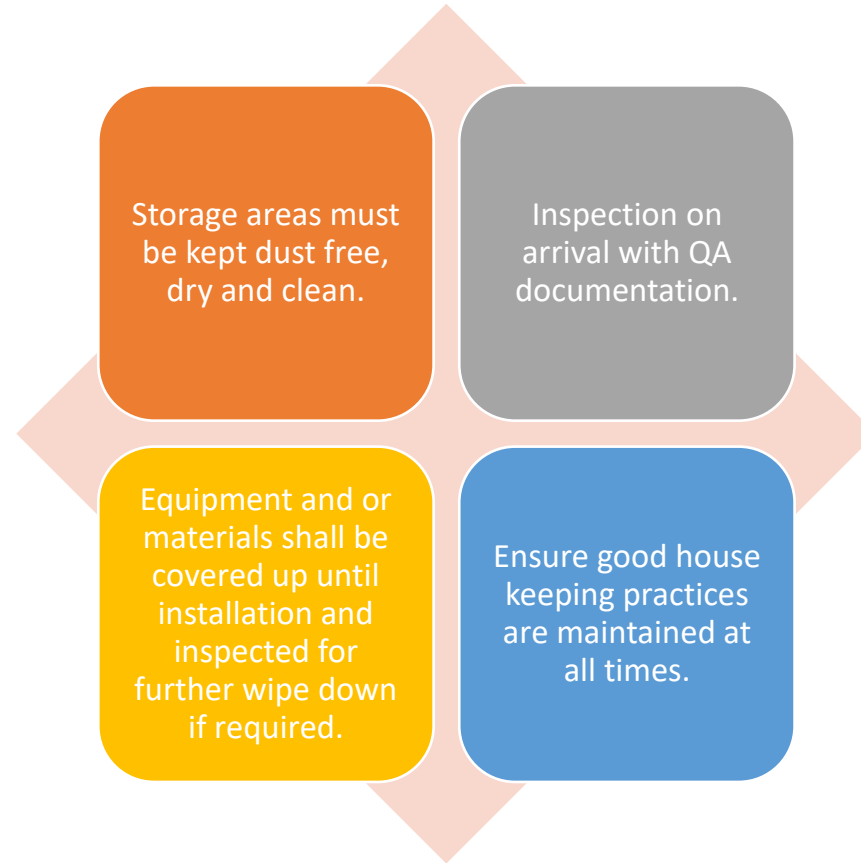 Storage areas must
be kept dust free,
dry and clean.
Inspection on
arrival with QA
documentation.
Equipment and or
materials shall be
covered up until
installation and
inspected for
further wipe down
if required.
Ensure good house
keeping practices
are maintained at
all times.